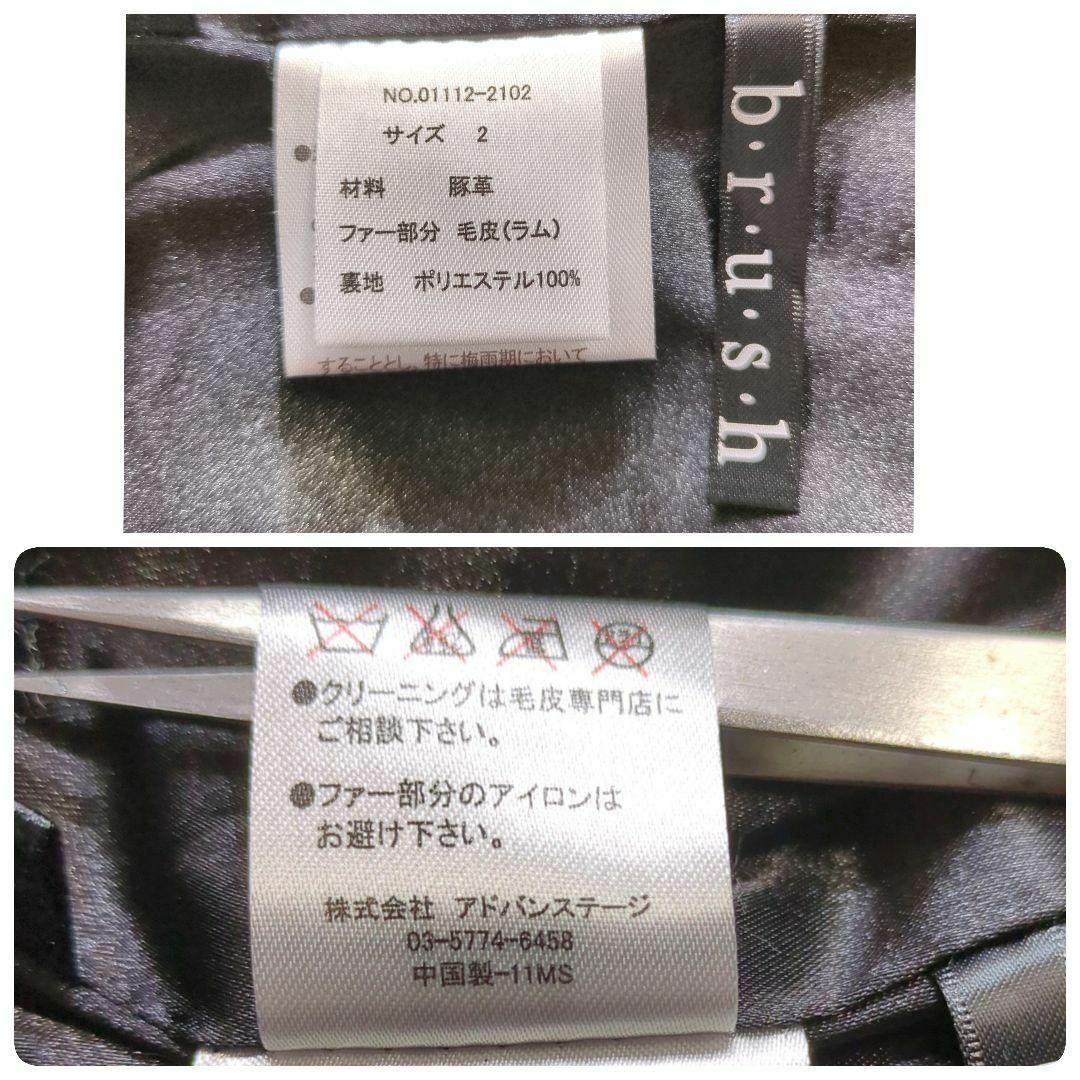 NO.01112-2102
サイズ 2
材料 豚革
ファー部分 毛皮(ラム)
裏地 ポリエステル100%
することとし、特に梅雨期において
b・r・u・s・h
●クリーニングは毛皮専門店に
ご相談下さい。
●ファー部分のアイロンは
お避け下さい。
株式会社 アドバンステージ
03-5774-6458
中国製-11MS